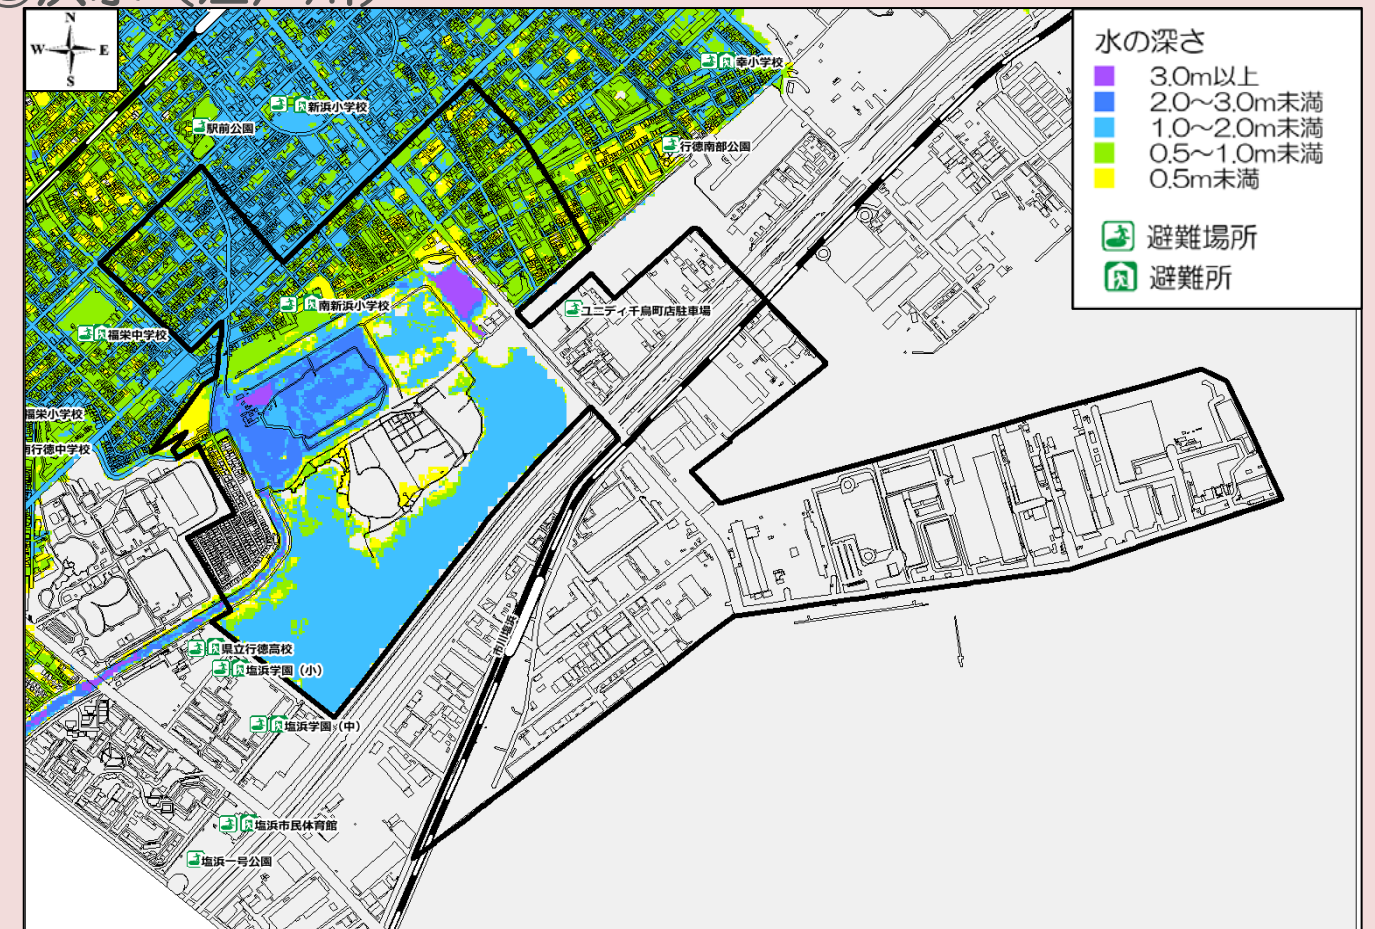 N
W E
S
水の深さ
3.0m以上
2.0～3.0m未満
1.0～2.0m未満
0.5～1.0m未満
0.5m未満
避難場所
避難所
幸小学校
新浜小学校
駅前公園
行徳南部公園
南新浜小学校
ユニディ千鳥町店駐車場
福栄中学校
福栄小学校
南行徳中学校
市川塩浜
県立行徳高校
塩浜学園（小）
塩浜学園（中）
塩浜市民体育館
塩浜一号公園